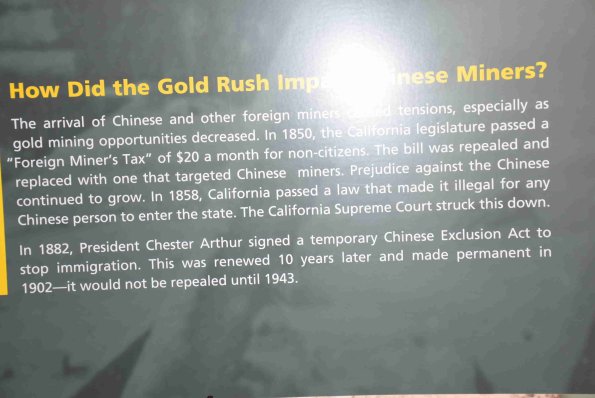 How Did the Gold Rush Impact Chinese Miners?
The arrival of Chinese and other foreign miners caused tensions, especially as
gold mining opportunities decreased. In 1850, the California legislature passed a
“Foreign Miner’s Tax” of $20 a month for non-citizens. The bill was repealed and
replaced with one that targeted Chinese miners. Prejudice against the Chinese
continued to grow. In 1858, California passed a law that made it illegal for any
Chinese person to enter the state. The California Supreme Court struck this down.
In 1882, President Chester Arthur signed a temporary Chinese Exclusion Act to
stop immigration. This was renewed 10 years later and made permanent in
1902—it would not be repealed until 1943.